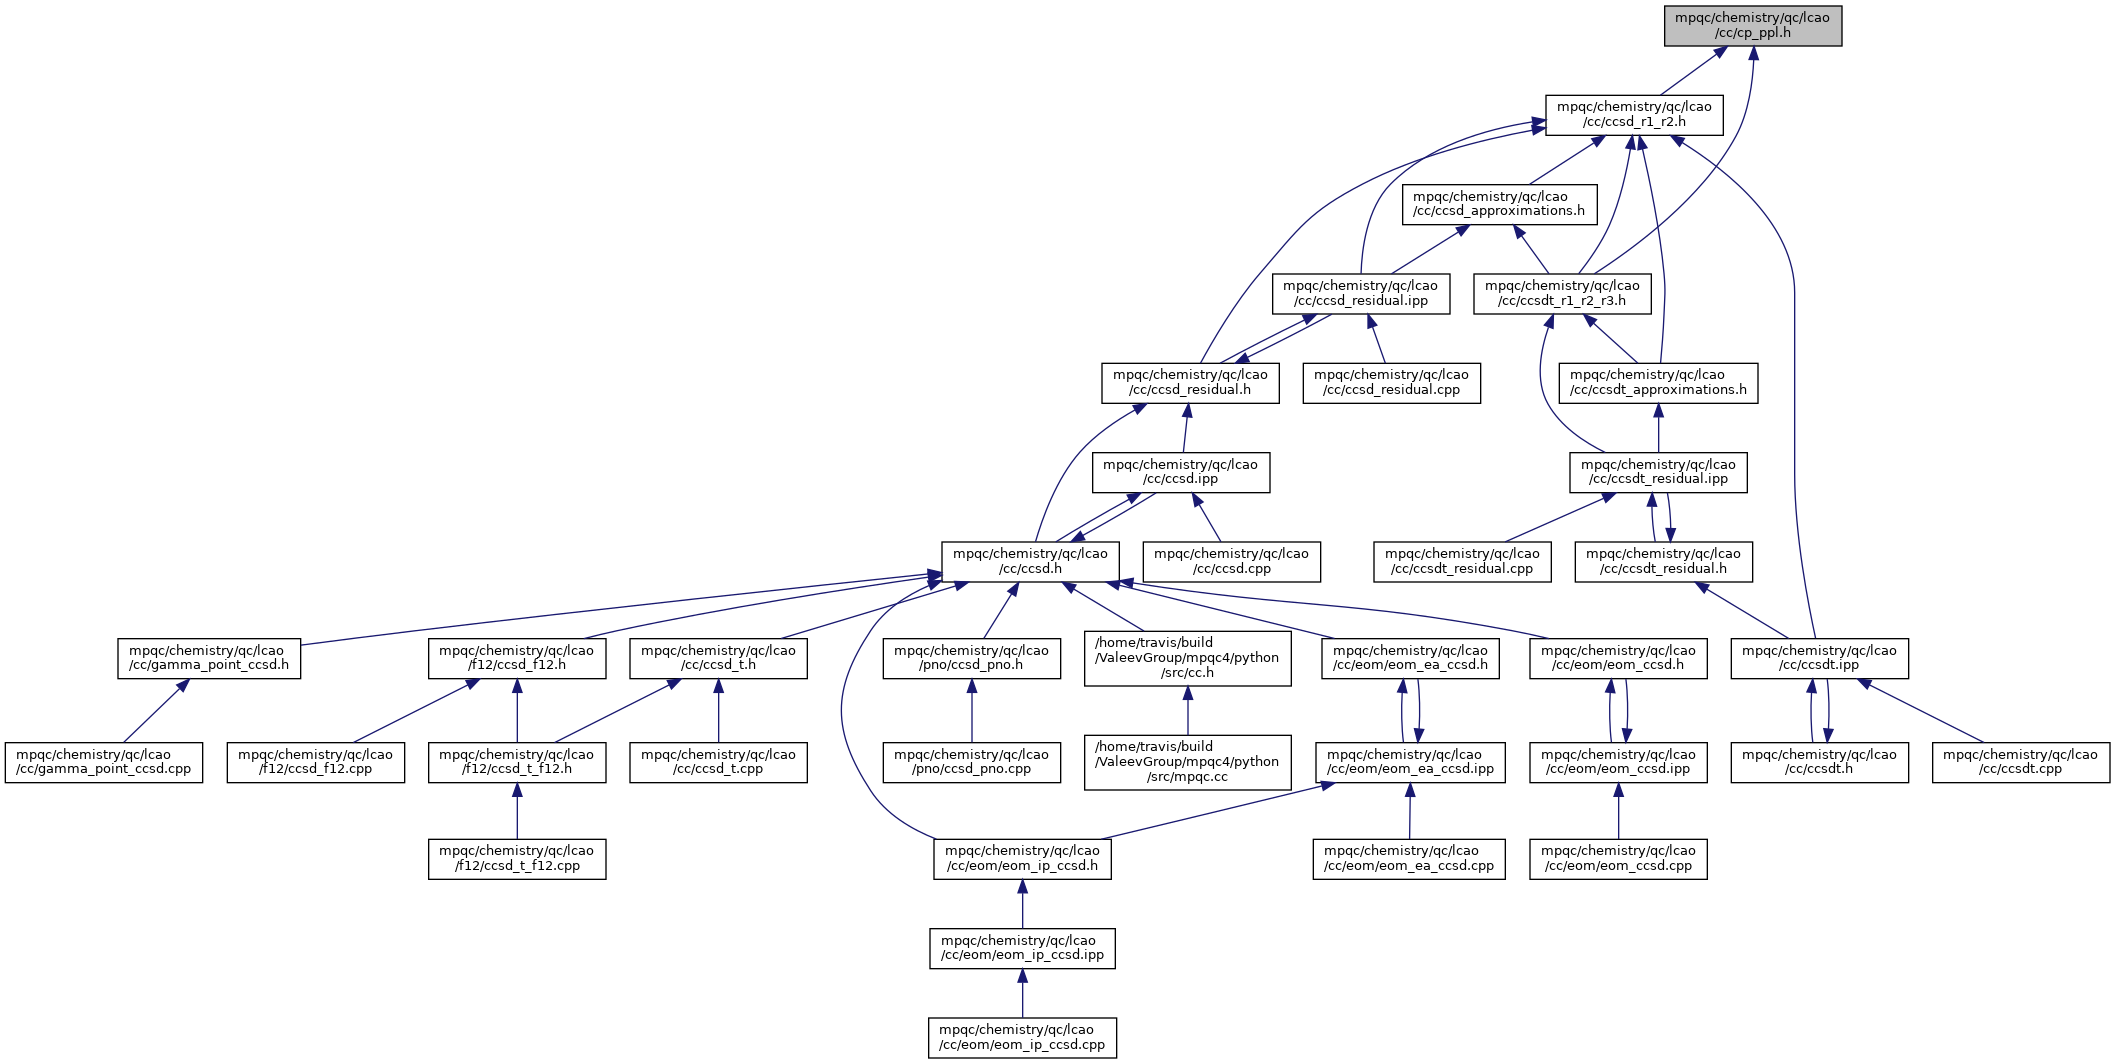 mpqc/chemistry/qc/lcao
/cc/cp_ppl.h
mpqc/chemistry/qc/lcao
/cc/ccsd_r1_r2.h
mpqc/chemistry/qc/lcao
/cc/ccsd_approximations.h
mpqc/chemistry/qc/lcao
/cc/ccsd_residual.ipp
mpqc/chemistry/qc/lcao
/cc/ccsdt_r1_r2_r3.h
mpqc/chemistry/qc/lcao
/cc/ccsd_residual.h
mpqc/chemistry/qc/lcao
/cc/ccsd_residual.cpp
mpqc/chemistry/qc/lcao
/cc/ccsdt_approximations.h
mpqc/chemistry/qc/lcao
/cc/ccsd.ipp
mpqc/chemistry/qc/lcao
/cc/ccsdt_residual.ipp
mpqc/chemistry/qc/lcao
/cc/ccsd.h
mpqc/chemistry/qc/lcao
/cc/ccsd.cpp
mpqc/chemistry/qc/lcao
/cc/ccsdt_residual.cpp
mpqc/chemistry/qc/lcao
/cc/ccsdt_residual.h
mpqc/chemistry/qc/lcao
/cc/gamma_point_ccsd.h
mpqc/chemistry/qc/lcao
/f12/ccsd_f12.h
mpqc/chemistry/qc/lcao
/cc/ccsd_t.h
mpqc/chemistry/qc/lcao
/pno/ccsd_pno.h
/home/travis/build
/ValeevGroup/mpqc4/python
/src/cc.h
mpqc/chemistry/qc/lcao
/cc/eom/eom_ea_ccsd.h
mpqc/chemistry/qc/lcao
/cc/eom/eom_ccsd.h
mpqc/chemistry/qc/lcao
/cc/ccsdt.ipp
mpqc/chemistry/qc/lcao
/cc/gamma_point_ccsd.cpp
mpqc/chemistry/qc/lcao
/f12/ccsd_f12.cpp
mpqc/chemistry/qc/lcao
/f12/ccsd_t_f12.h
mpqc/chemistry/qc/lcao
/cc/ccsd_t.cpp
mpqc/chemistry/qc/lcao
/pno/ccsd_pno.cpp
/home/travis/build
/ValeevGroup/mpqc4/python
/src/mpqc.cc
mpqc/chemistry/qc/lcao
/cc/eom/eom_ea_ccsd.ipp
mpqc/chemistry/qc/lcao
/cc/eom/eom_ccsd.ipp
mpqc/chemistry/qc/lcao
/cc/ccsdt.h
mpqc/chemistry/qc/lcao
/cc/ccsdt.cpp
mpqc/chemistry/qc/lcao
/f12/ccsd_t_f12.cpp
mpqc/chemistry/qc/lcao
/cc/eom/eom_ip_ccsd.h
mpqc/chemistry/qc/lcao
/cc/eom/eom_ea_ccsd.cpp
mpqc/chemistry/qc/lcao
/cc/eom/eom_ccsd.cpp
mpqc/chemistry/qc/lcao
/cc/eom/eom_ip_ccsd.ipp
mpqc/chemistry/qc/lcao
/cc/eom/eom_ip_ccsd.cpp